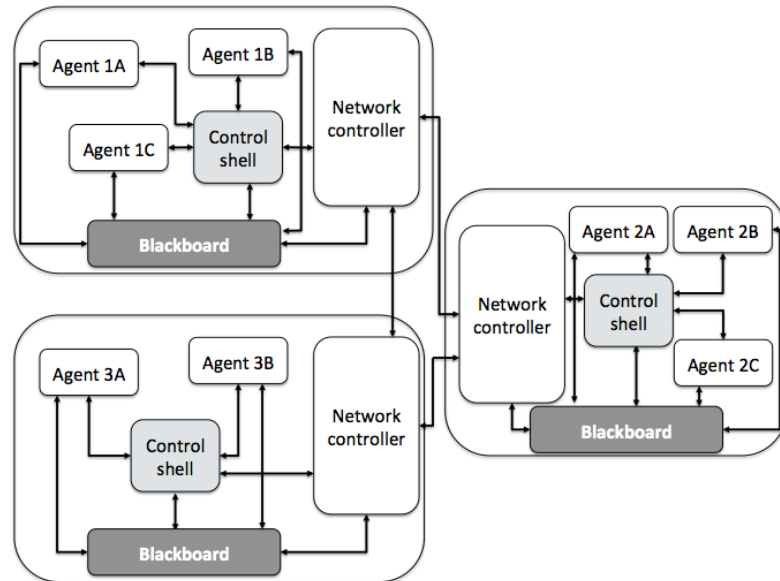 Agent 1A
Agent 1B
Network
controller
Agent 1C
Control
shell
Blackboard
Agent 2A
Agent 2B
Network
controller
Control
shell
Agent 2C
Blackboard
Agent 3A
Agent 3B
Network
controller
Control
shell
Blackboard